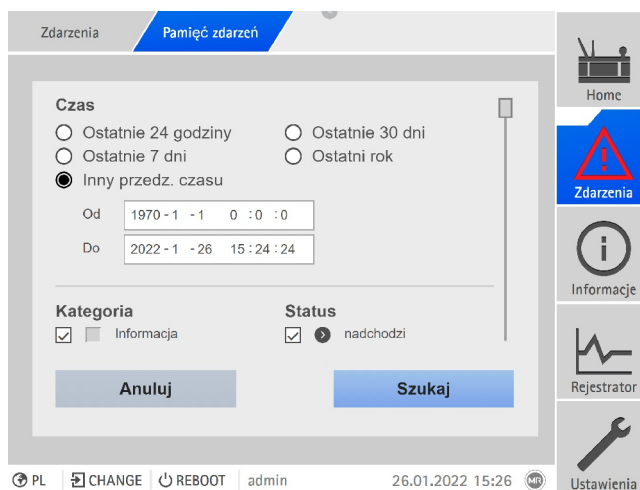 Zdarzenia
Pamięć zdarzeń
Home
Zdarzenia
Informacje
Rejestrator
Ustawienia
Czas
Ostatnie 24 godziny
Ostatnie 30 dni
Ostatnie 7 dni
Ostatni rok
Inny przedz. czasu
Od 1970 - 1 - 1 0 : 0 : 0
Do 2022 - 1 - 26 15 : 24 : 24
Kategoria
Status
Informacja
nadchodzi
Anuluj
Szukaj
PL CHANGE REBOOT admin 26.01.2022 15:26 MR